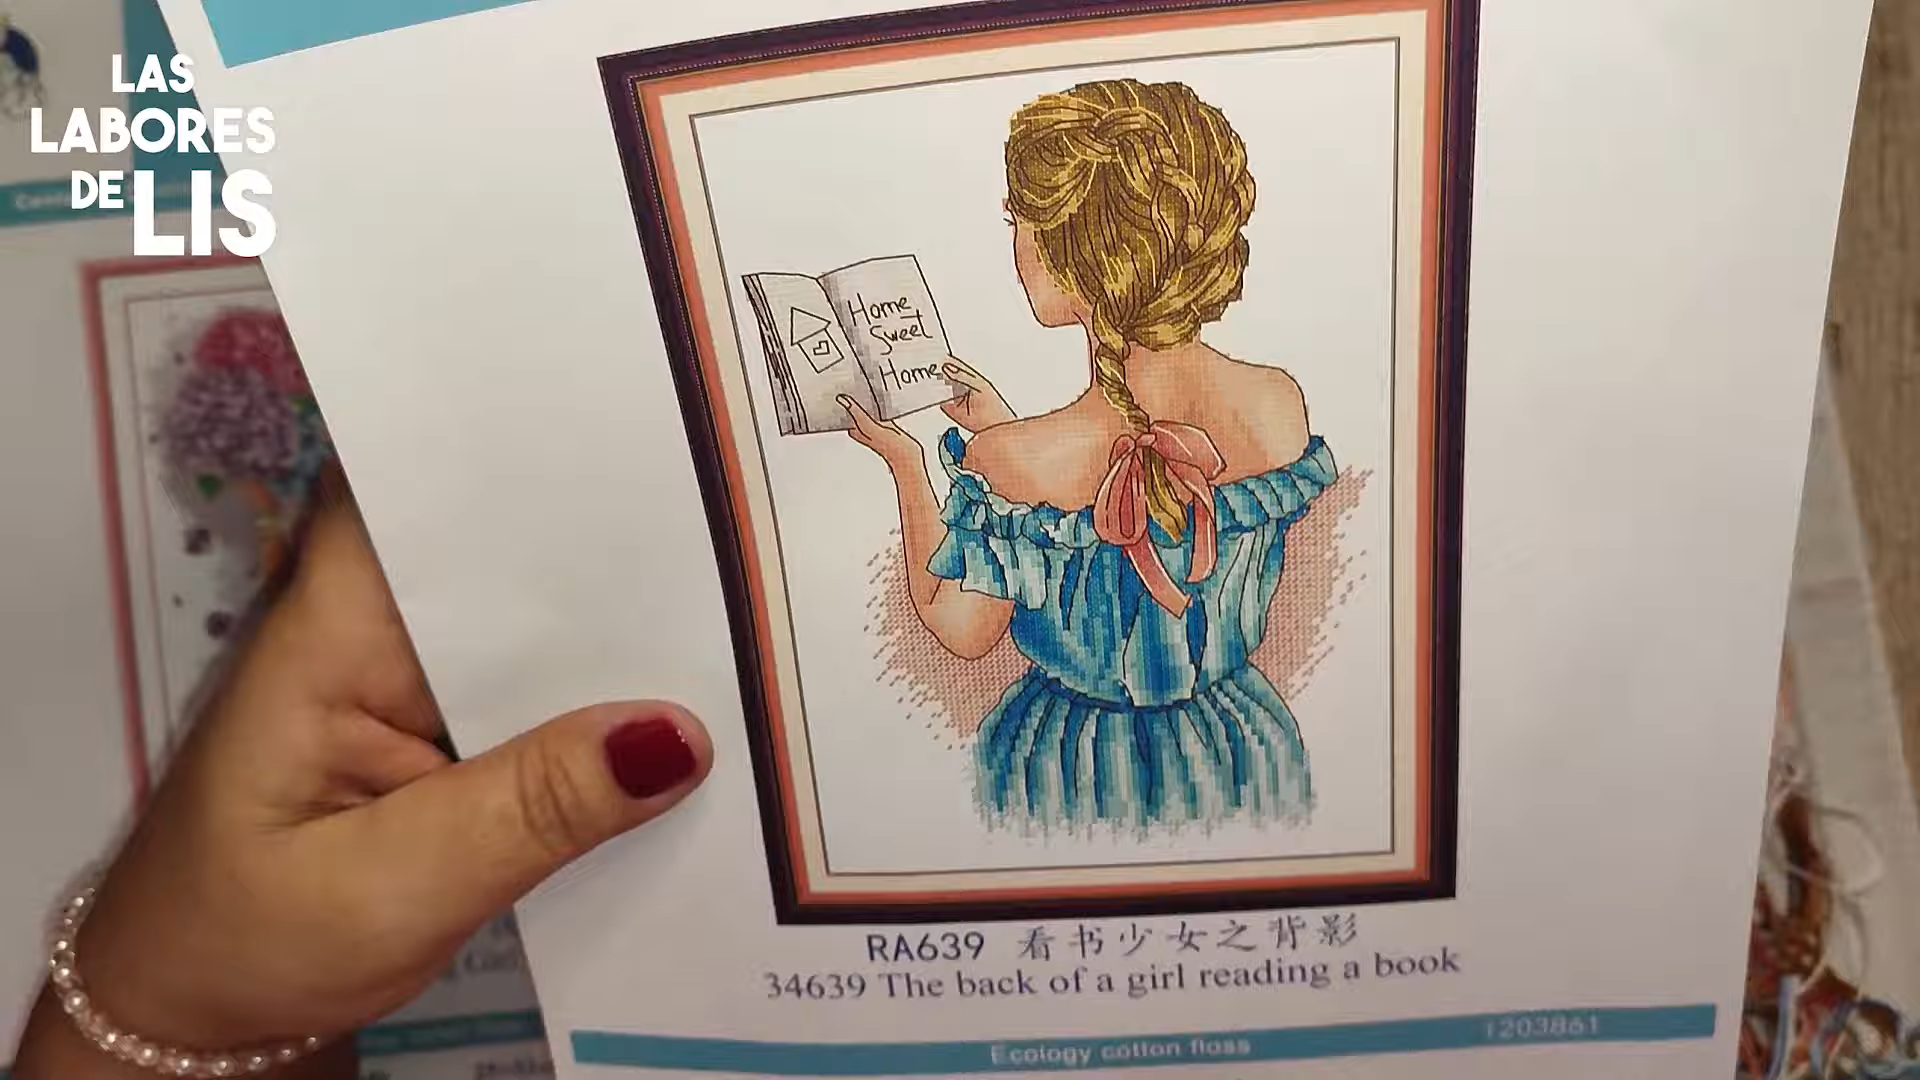 LAS
LABORES
DE LIS
Home
Sweet
Home
RA639 看书少女之背影
34639 The back of a girl reading a book
Ecology cotton floss
1203861